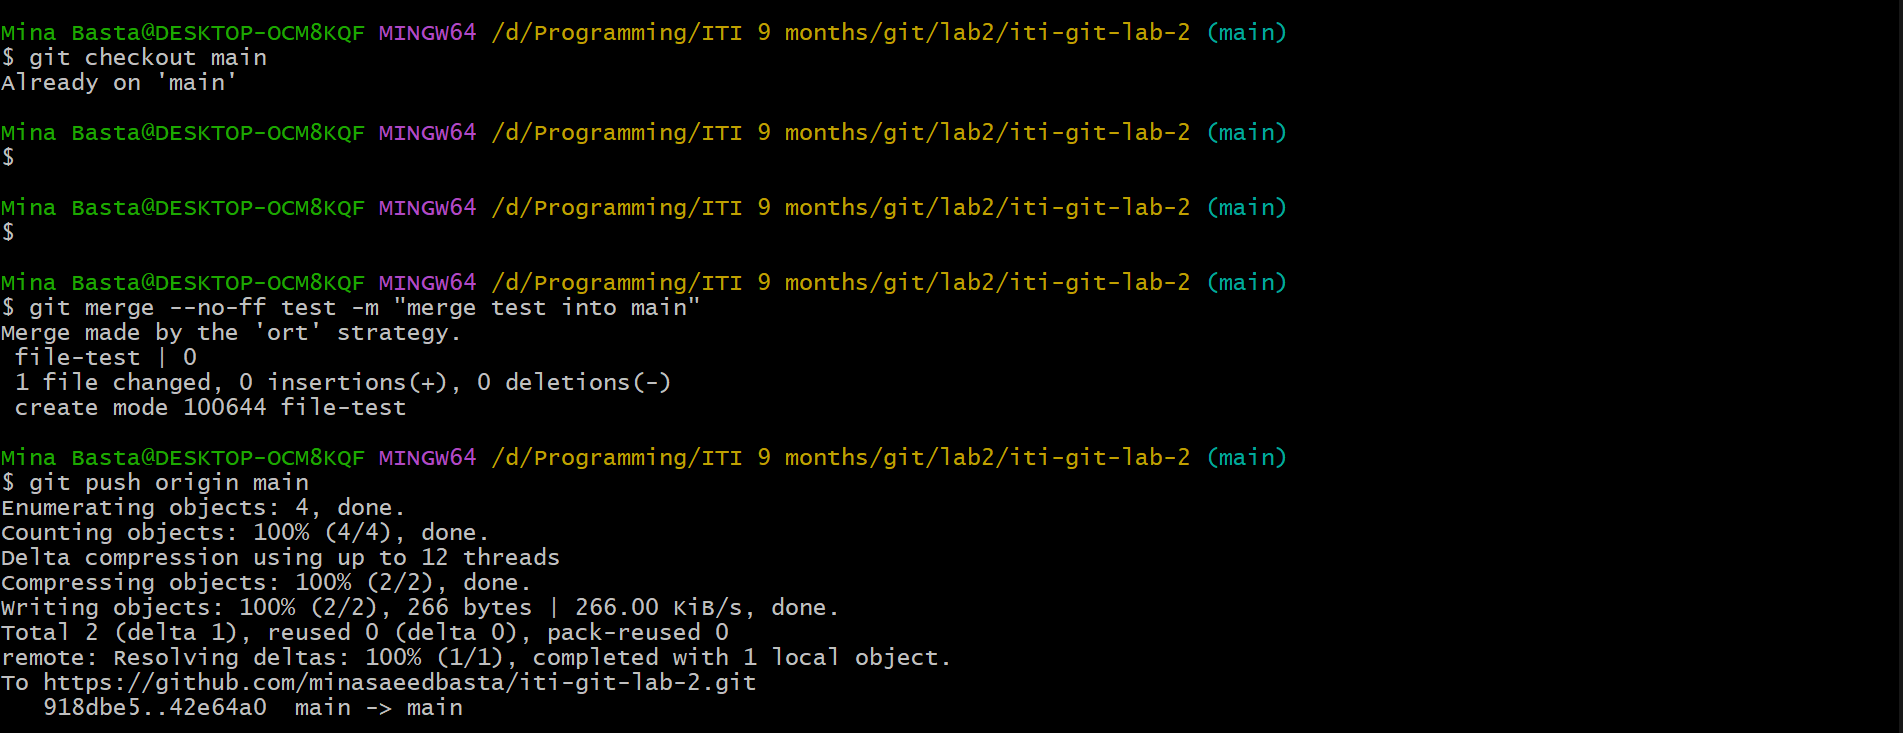 Mina Basta@DESKTOP-OCM8KQF MINGW64 /d/Programming/ITI 9 months/git/lab2/iti-git-lab-2 (main)
$ git checkout main
Already on 'main'
Mina Basta@DESKTOP-OCM8KQF MINGW64 /d/Programming/ITI 9 months/git/lab2/iti-git-lab-2 (main)
$
Mina Basta@DESKTOP-OCM8KQF MINGW64 /d/Programming/ITI 9 months/git/lab2/iti-git-lab-2 (main)
$
Mina Basta@DESKTOP-OCM8KQF MINGW64 /d/Programming/ITI 9 months/git/lab2/iti-git-lab-2 (main)
$ git merge --no-ff test -m "merge test into main"
Merge made by the 'ort' strategy.
 file-test | 0
 1 file changed, 0 insertions(+), 0 deletions(-)
 create mode 100644 file-test
Mina Basta@DESKTOP-OCM8KQF MINGW64 /d/Programming/ITI 9 months/git/lab2/iti-git-lab-2 (main)
$ git push origin main
Enumerating objects: 4, done.
Counting objects: 100% (4/4), done.
Delta compression using up to 12 threads
Compressing objects: 100% (2/2), done.
Writing objects: 100% (2/2), 266 bytes | 266.00 KiB/s, done.
Total 2 (delta 1), reused 0 (delta 0), pack-reused 0
remote: Resolving deltas: 100% (1/1), completed with 1 local object.
To https://github.com/minasaeedbasta/iti-git-lab-2.git
   918dbe5..42e64a0  main -> main